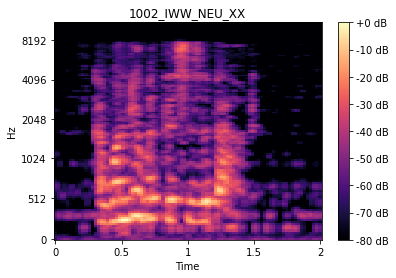 1002_IWW_NEU_XX
+0 dB
8192
-10 dB
4096
-20 dB
-30 dB
2048
Hz
-40 dB
1024
-50 dB
512
-60 dB
-70 dB
0
-80 dB
0 0.5 1 1.5 2
Time